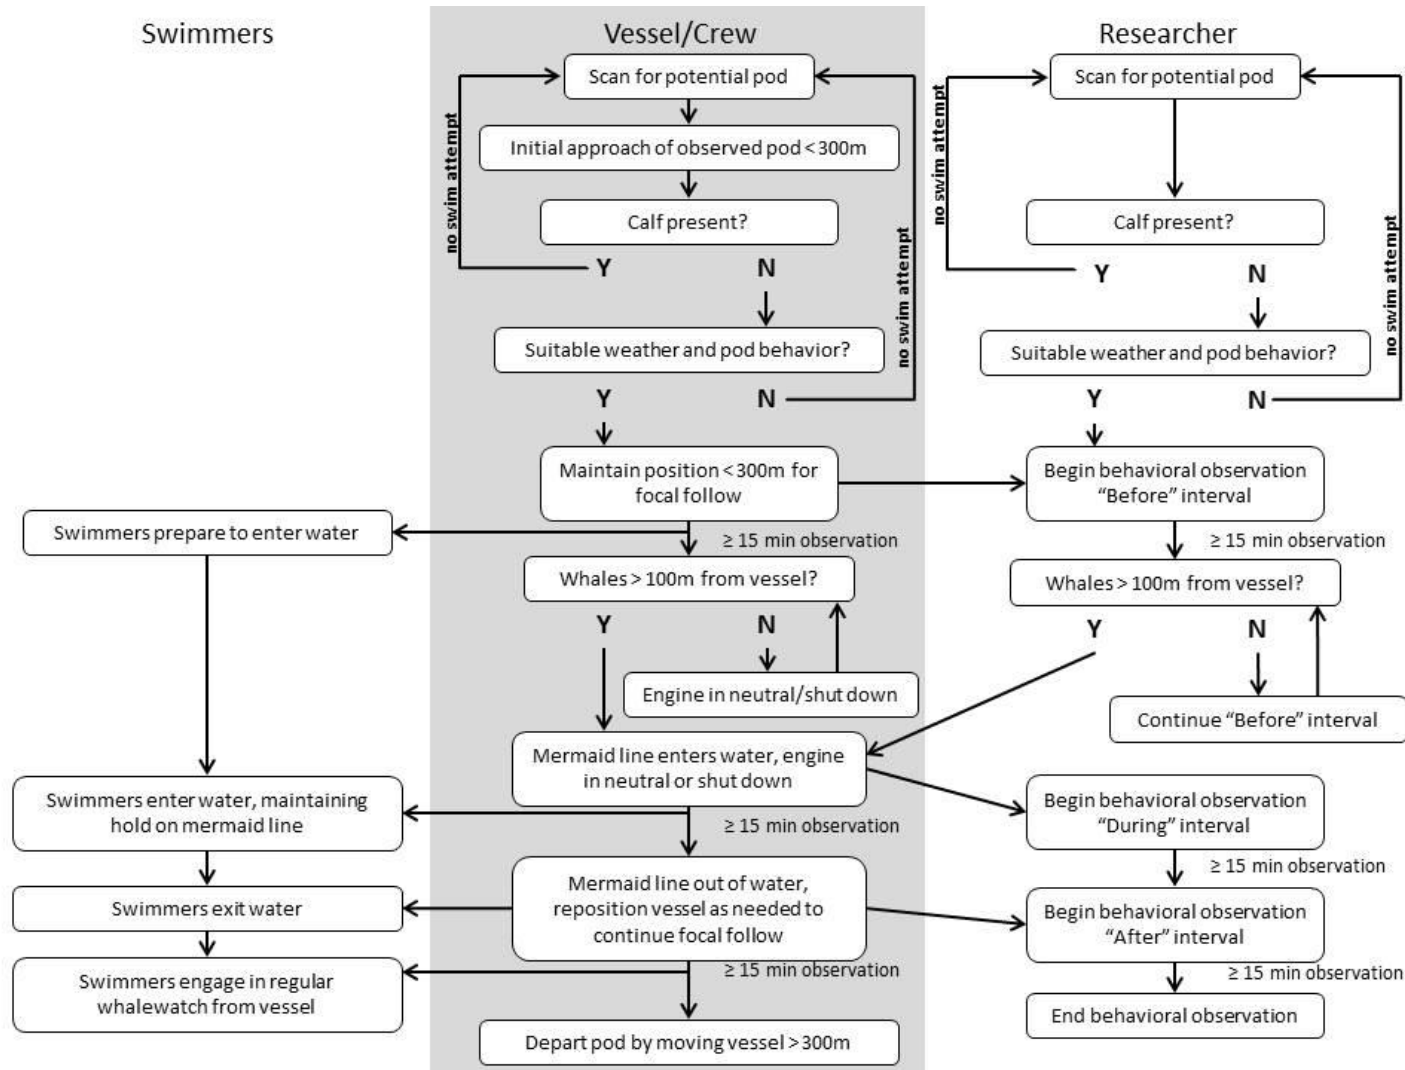 Swimmers
Vessel/Crew
Researcher
Scan for potential pod
Scan for potential pod
no swim attempt
Initial approach of observed pod < 300m
no swim attempt
Calf present?
Calf present?
no swim attempt
no swim attempt
Y
N
Y
N
Suitable weather and pod behavior?
Suitable weather and pod behavior?
Y
N
Y
N
Maintain position < 300m for
focal follow
Begin behavioral observation
“Before” interval
Swimmers prepare to enter water
≥ 15 min observation
≥ 15 min observation
Whales > 100m from vessel?
Whales > 100m from vessel?
Y
N
Y
N
Engine in neutral/shut down
Continue “Before” interval
Mermaid line enters water, engine
in neutral or shut down
Swimmers enter water, maintaining
hold on mermaid line
Begin behavioral observation
“During” interval
≥ 15 min observation
≥ 15 min observation
Mermaid line out of water,
reposition vessel as needed to
continue focal follow
Swimmers exit water
Begin behavioral observation
“After” interval
≥ 15 min observation
≥ 15 min observation
Swimmers engage in regular
whalewatch from vessel
End behavioral observation
Depart pod by moving vessel > 300m